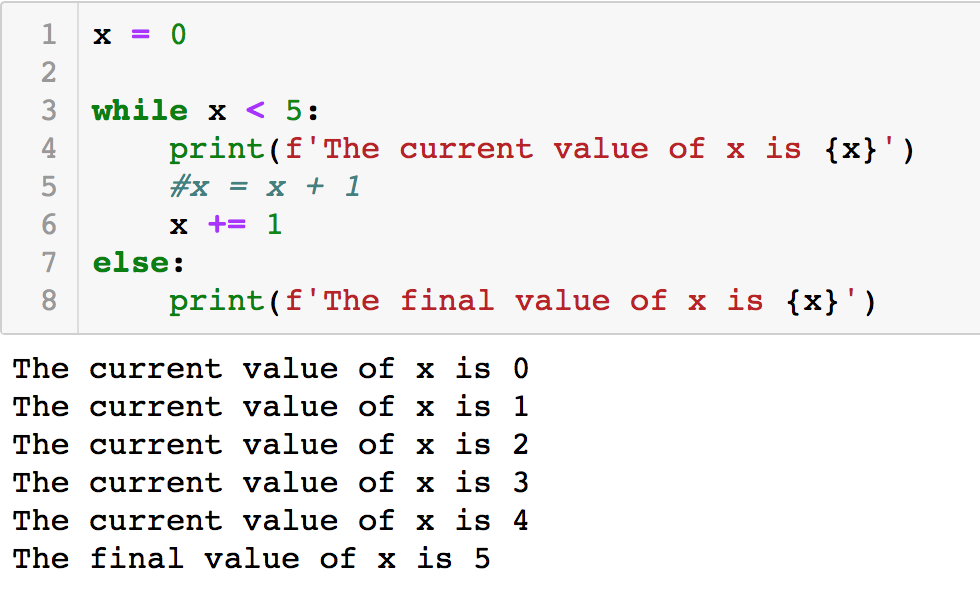 1 x = 0
2
3 while x < 5:
4     print(f'The current value of x is {x}')
5     #x = x + 1
6     x += 1
7 else:
8     print(f'The final value of x is {x}')
The current value of x is 0
The current value of x is 1
The current value of x is 2
The current value of x is 3
The current value of x is 4
The final value of x is 5